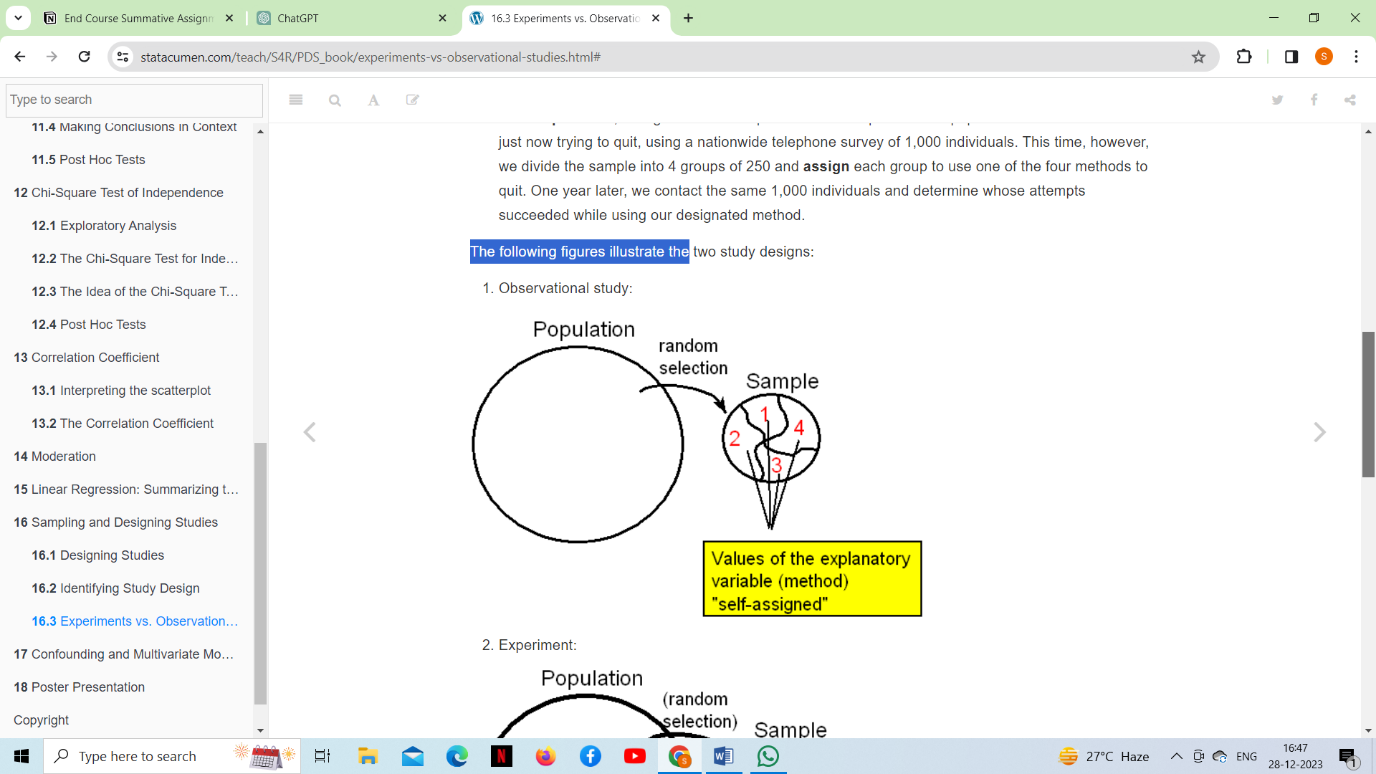 End Course Summative Assignm
ChatGPT
16.3 Experiments vs. Observatio
statacumen.com/teach/S4R/PDS_book/experiments-vs-observational-studies.html#
S
Type to search
11.4 Making Conclusions in Context
11.5 Post Hoc Tests
12 Chi-Square Test of Independence
12.1 Exploratory Analysis
12.2 The Chi-Square Test for Inde...
12.3 The Idea of the Chi-Square T...
12.4 Post Hoc Tests
13 Correlation Coefficient
13.1 Interpreting the scatterplot
13.2 The Correlation Coefficient
14 Moderation
15 Linear Regression: Summarizing t...
16 Sampling and Designing Studies
16.1 Designing Studies
16.2 Identifying Study Design
16.3 Experiments vs. Observation...
17 Confounding and Multivariate Mo...
18 Poster Presentation
Copyright
just now trying to quit, using a nationwide telephone survey of 1,000 individuals. This time, however,
we divide the sample into 4 groups of 250 and assign each group to use one of the four methods to
quit. One year later, we contact the same 1,000 individuals and determine whose attempts
succeeded while using our designated method.
The following figures illustrate the two study designs:
1. Observational study:
Population
random
selection
Sample
1
2
4
3
Values of the explanatory
variable (method)
"self-assigned"
2. Experiment:
Population
(random
selection)
Sample
Type here to search
27°C Haze
ENG
16:47
28-12-2023
1